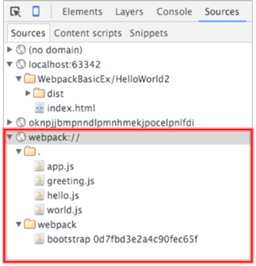 Elements Layers Console Sources
Sources Content scripts Snippets
(no domain)
localhost:63342
WebpackBasicEx/HelloWorld2
dist
index.html
oknpjjbmpnndlpmnhmekjpocelpnlfdi
webpack://
.
app.js
greeting.js
hello.js
world.js
webpack
bootstrap 0d7fbd3e2a4c90fec65f